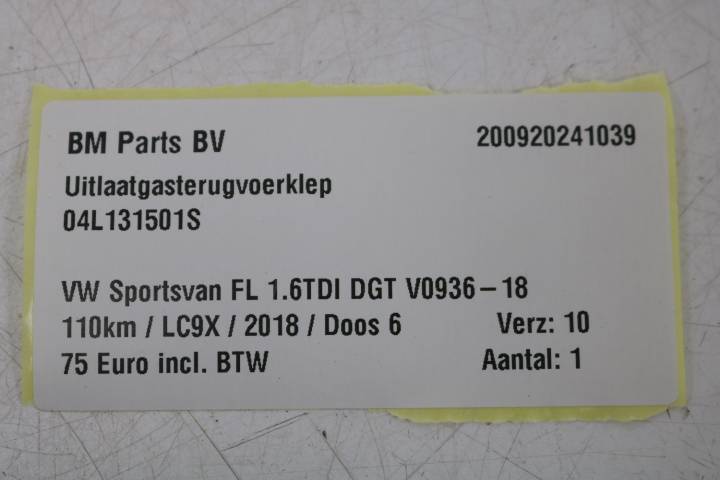 BM Parts BV 200920241039
Uitlaatgasterugvoerklep
04L131501S
VW Sportsvan FL 1.6TDI DGT V0936-18
110km / LC9X / 2018 / Doos 6 Verz: 10
75 Euro incl. BTW Aantal: 1